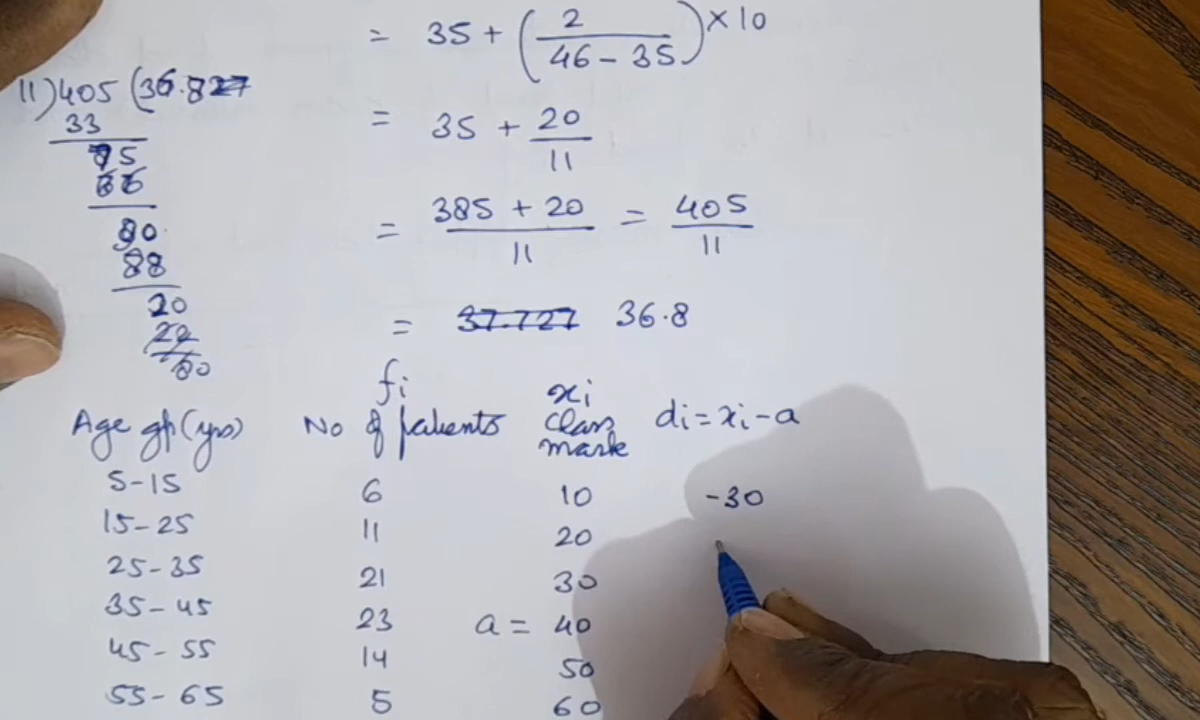 = 35 + (2/(46 - 35)) × 10
11)405(36.827
33
75
66
90
88
20
22
80
= 35 + 20/11
= (385 + 20)/11 = 405/11
= 37.727 36.8
fi xi
Age gp(yrs) No of patients class mark di = xi - a
5-15 6 10 -30
15-25 11 20
25-35 21 30
35-45 23 a = 40
45-55 14 50
55-65 5 60